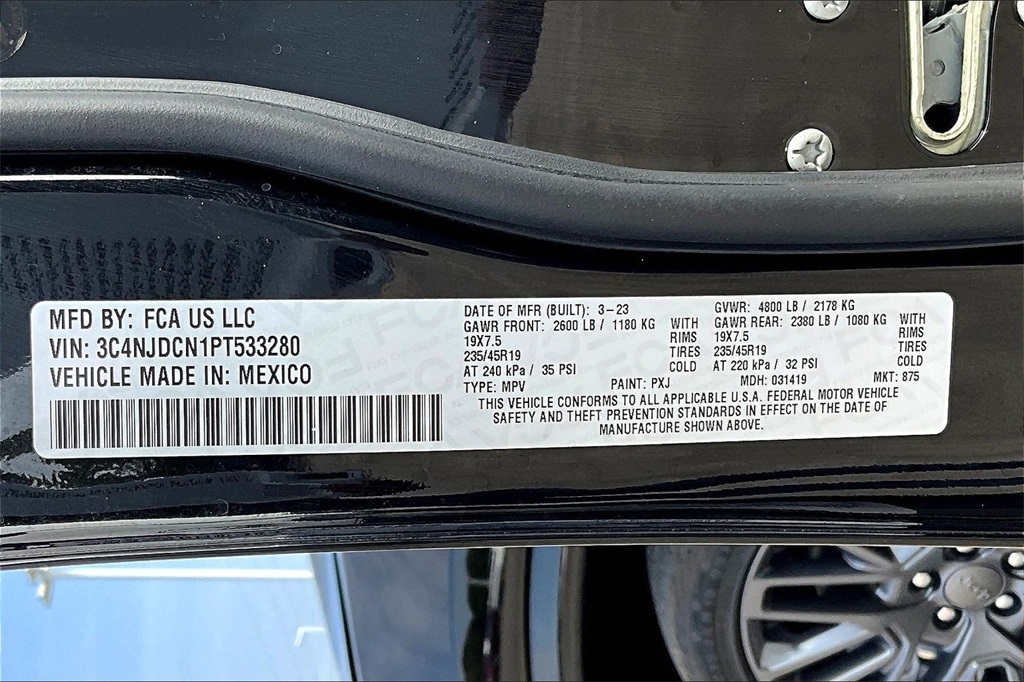 MFD BY: FCA US LLC
VIN: 3C4NJDCN1PT533280
VEHICLE MADE IN: MEXICO
DATE OF MFR (BUILT): 3-23 GVWR: 4800 LB / 2178 KG
GAWR FRONT: 2600 LB / 1180 KG WITH GAWR REAR: 2380 LB / 1080 KG WITH
19X7.5 RIMS 19X7.5 RIMS
235/45R19 TIRES 235/45R19 TIRES
AT 240 kPa / 35 PSI COLD AT 220 kPa / 32 PSI COLD
TYPE: MPV PAINT: PXJ MDH: 031419 MKT: 875
THIS VEHICLE CONFORMS TO ALL APPLICABLE U.S.A. FEDERAL MOTOR VEHICLE
SAFETY AND THEFT PREVENTION STANDARDS IN EFFECT ON THE DATE OF
MANUFACTURE SHOWN ABOVE.
Jeep